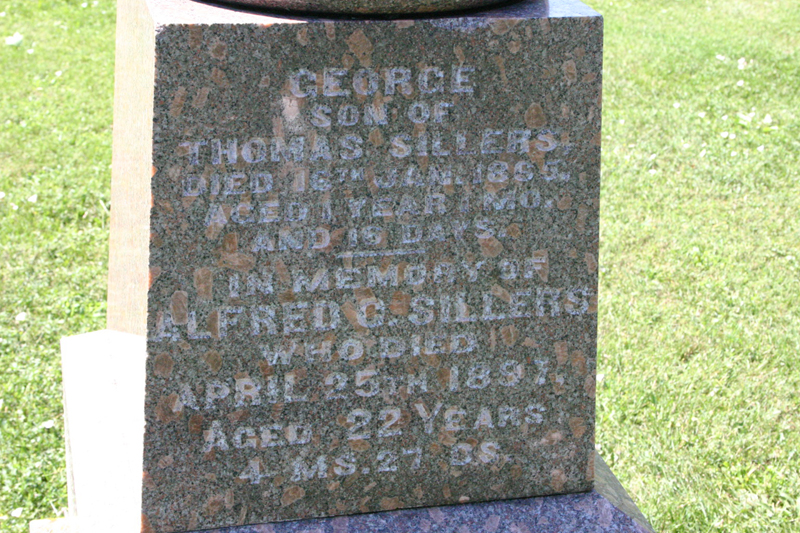 GEORGE
SON OF
THOMAS SILLERS
DIED 16TH JAN. 1865.
AGED 1 YEAR 1 MO.
AND 19 DAYS.
IN MEMORY OF
ALFRED C. SILLERS
WHO DIED
APRIL 25TH 1897.
AGED 22 YEARS
4 MS. 27 DS.